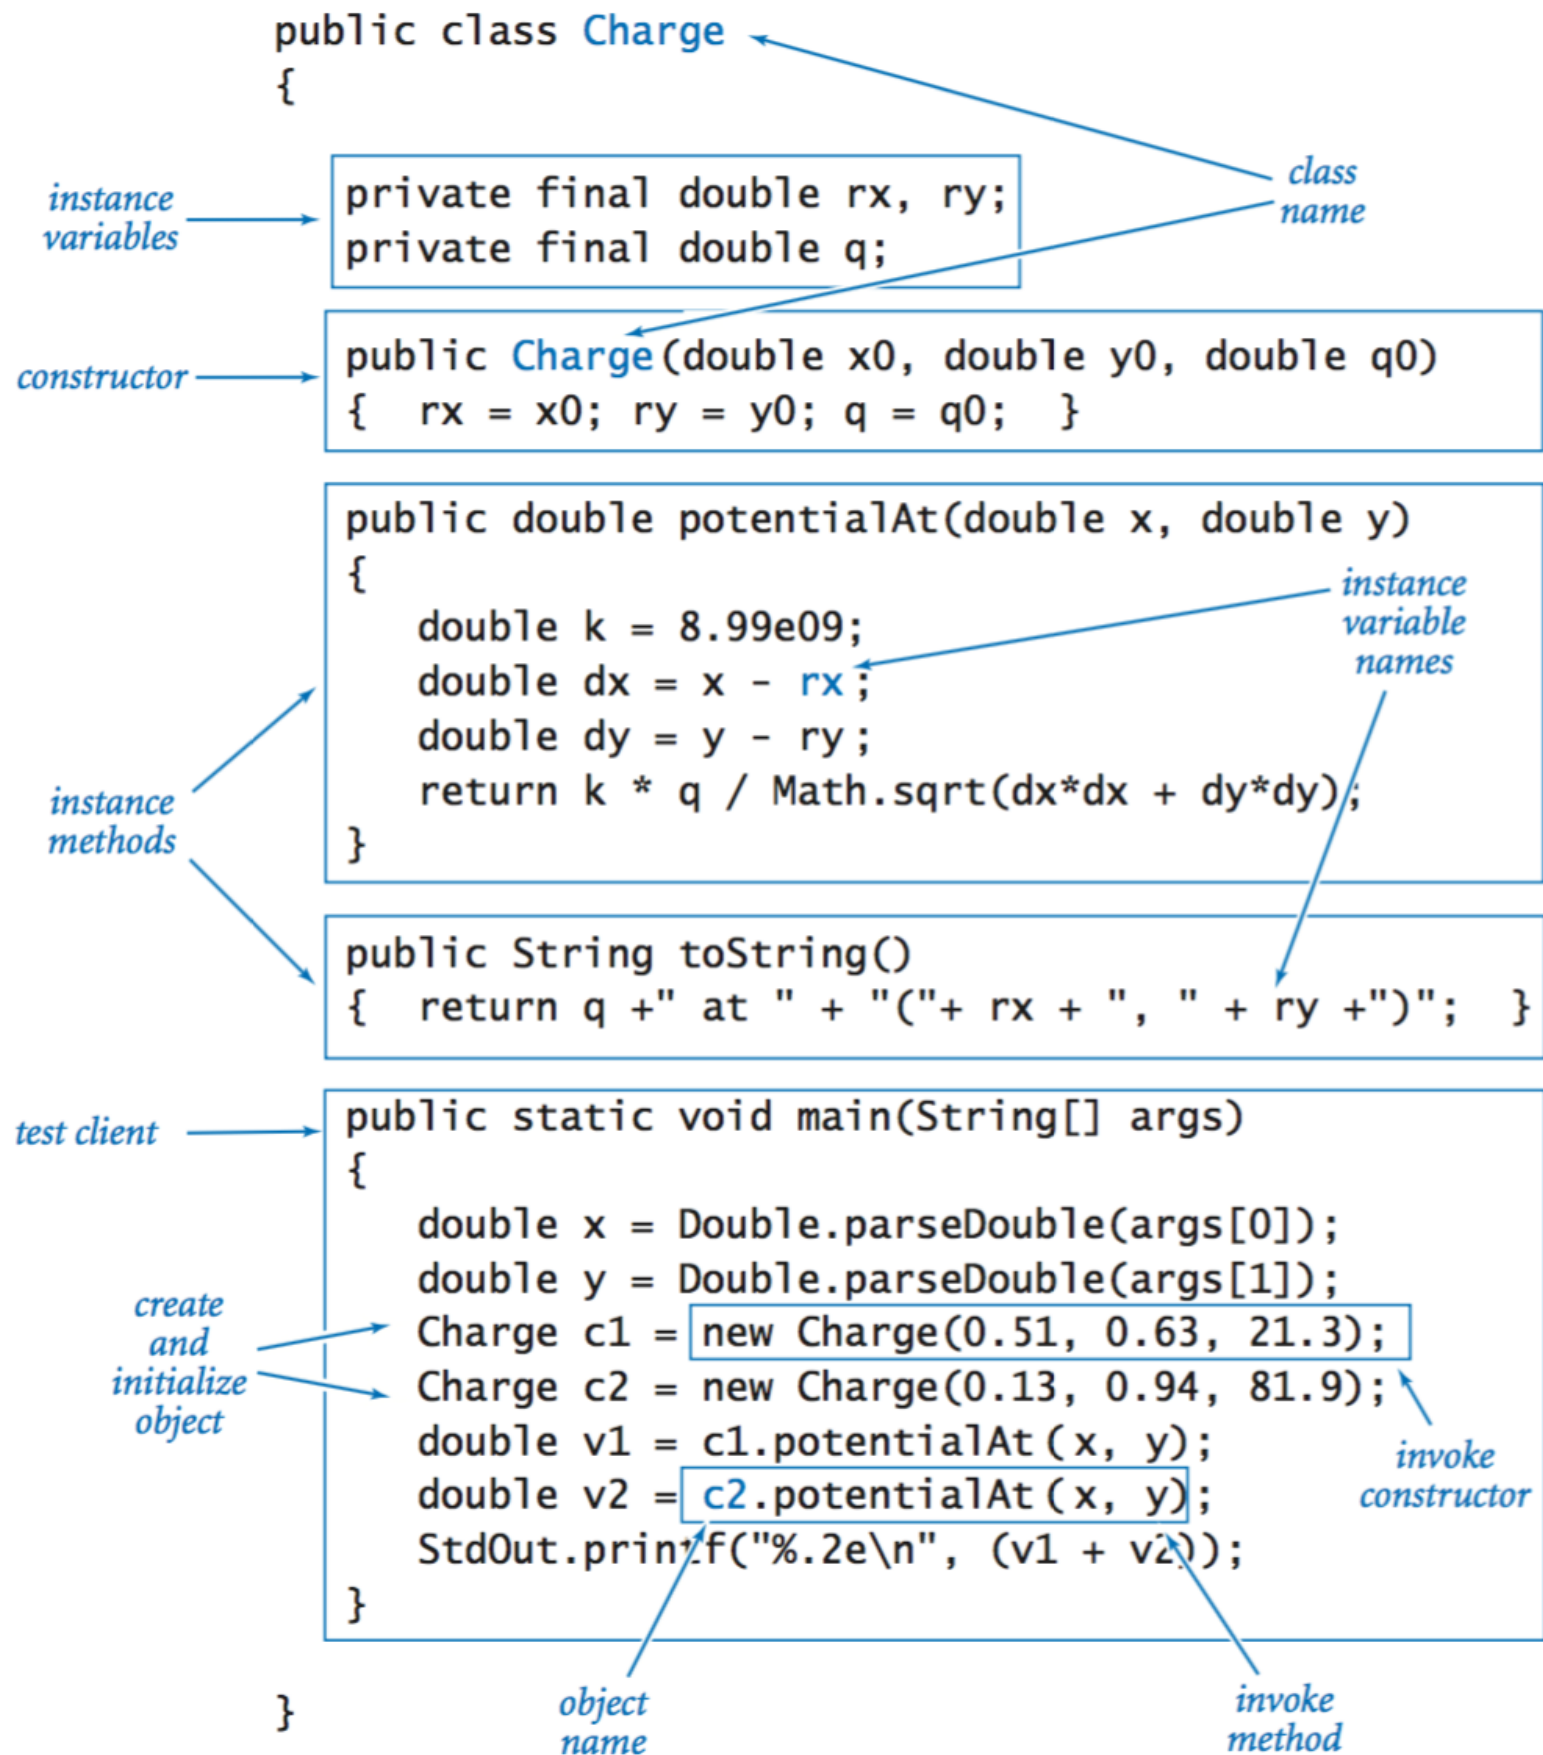 public class Charge
{
class
name
instance
variables
private final double rx, ry;
private final double q;
constructor
public Charge(double x0, double y0, double q0)
{  rx = x0; ry = y0; q = q0;  }
public double potentialAt(double x, double y)
{
instance
variable
names
double k = 8.99e09;
double dx = x - rx;
double dy = y - ry;
return k * q / Math.sqrt(dx*dx + dy*dy);
}
instance
methods
public String toString()
{  return q +" at " + "("+ rx + ", " + ry +")";  }
test client
public static void main(String[] args)
{
double x = Double.parseDouble(args[0]);
double y = Double.parseDouble(args[1]);
create
and
initialize
object
Charge c1 = new Charge(0.51, 0.63, 21.3);
Charge c2 = new Charge(0.13, 0.94, 81.9);
double v1 = c1.potentialAt(x, y);
double v2 = c2.potentialAt(x, y);
invoke
constructor
StdOut.printf("%.2e\n", (v1 + v2));
}
}
object
name
invoke
method